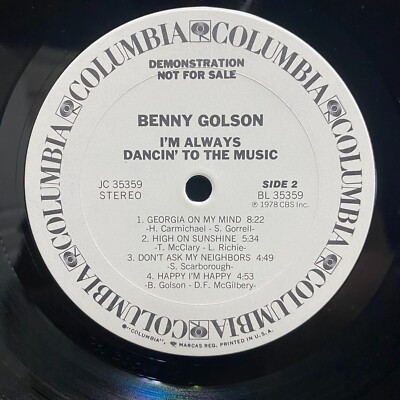 COLUMBIA COLUMBIA COLUMBIA COLUMBIA COLUMBIA COLUMBIA
DEMONSTRATION
NOT FOR SALE
BENNY GOLSON
I'M ALWAYS
DANCIN' TO THE MUSIC
JC 35359
STEREO
SIDE 2
BL 35359
℗ 1978 CBS Inc.
1. GEORGIA ON MY MIND 8:22
-H. Carmichael - S. Gorrell-
2. HIGH ON SUNSHINE 5:34
-T. McClary - L. Richie-
3. DON'T ASK MY NEIGHBORS 4:49
-S. Scarborough-
4. HAPPY I'M HAPPY 4:53
-B. Golson - D.F. McGilbery-
"COLUMBIA", MARCAS REG. PRINTED IN U.S.A.